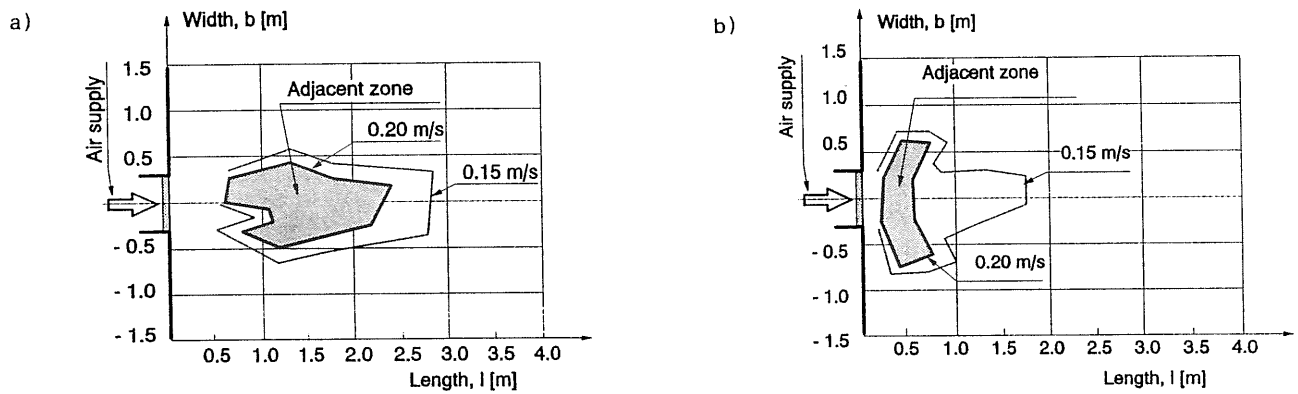 a)
Width, b [m]
Air supply
1.5
1.0
0.5
0
- 0.5
- 1.0
- 1.5
Adjacent zone
0.20 m/s
0.15 m/s
0.5 1.0 1.5 2.0 2.5 3.0 3.5 4.0
Length, l [m]
b)
Width, b [m]
Air supply
1.5
1.0
0.5
0
- 0.5
- 1.0
- 1.5
Adjacent zone
0.15 m/s
0.20 m/s
0.5 1.0 1.5 2.0 2.5 3.0 3.5 4.0
Length, l [m]